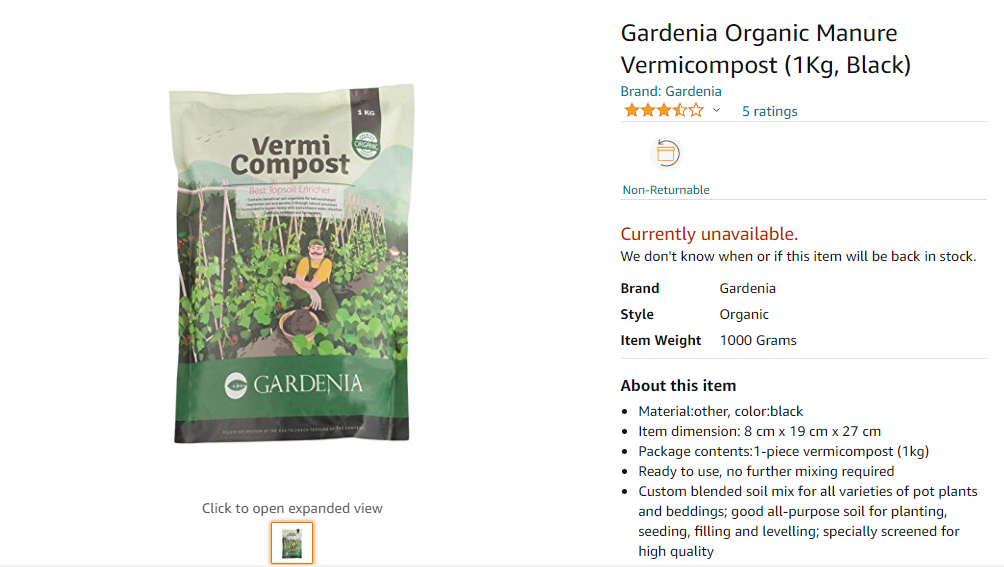 Gardenia Organic Manure
Vermicompost (1Kg, Black)
Brand: Gardenia
5 ratings
Non-Returnable
Currently unavailable.
We don't know when or if this item will be back in stock.
Brand Gardenia
Style Organic
Item Weight 1000 Grams
About this item
Material:other, color:black
Item dimension: 8 cm x 19 cm x 27 cm
Package contents:1-piece vermicompost (1kg)
Ready to use, no further mixing required
Custom blended soil mix for all varieties of pot plants
and beddings; good all-purpose soil for planting,
seeding, filling and levelling; specially screened for
high quality
1 KG
ORGANIC
Vermi
Compost
Best Topsoil Enricher
GARDENIA
Click to open expanded view